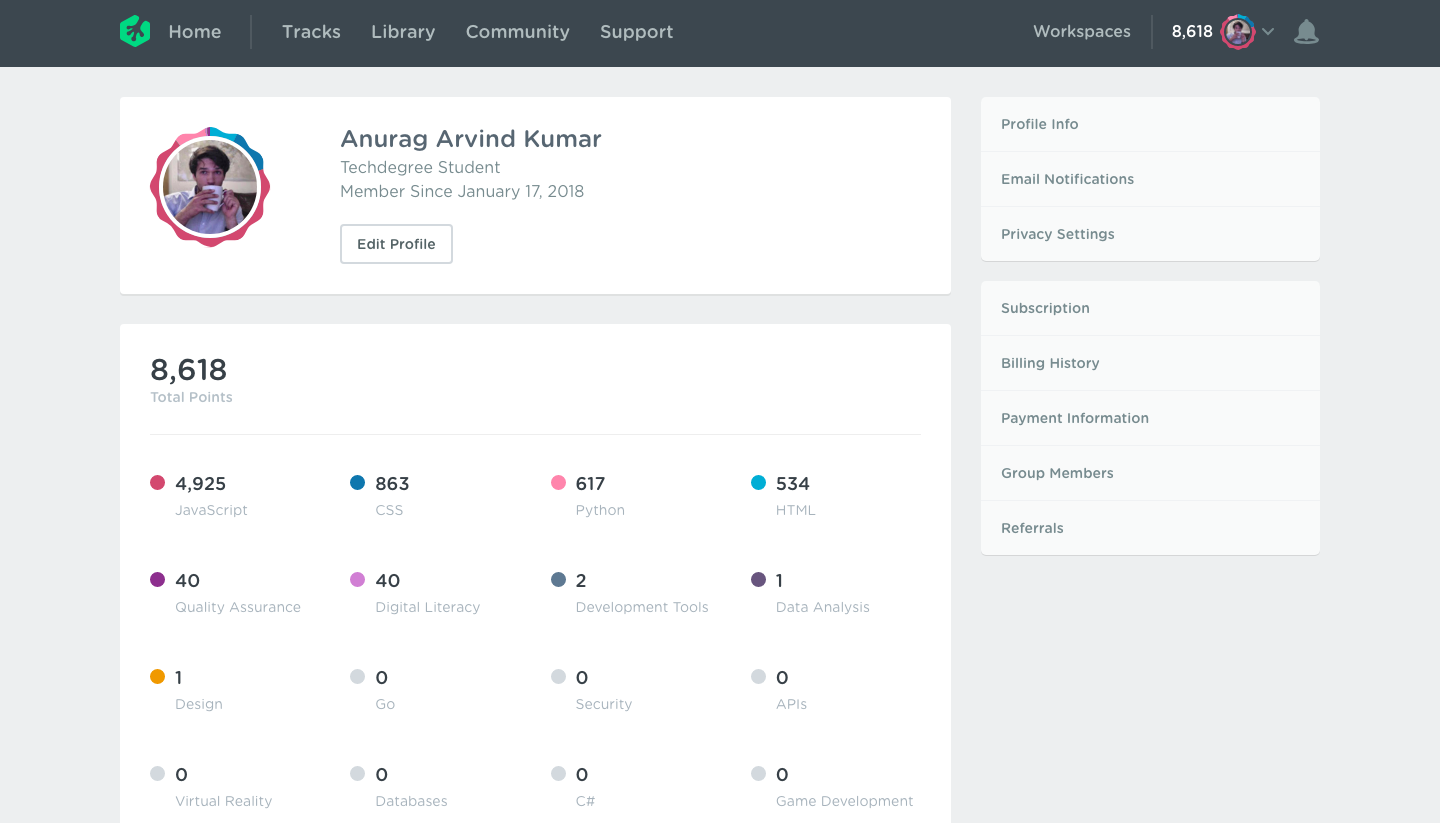 Home Tracks Library Community Support Workspaces 8,618
Anurag Arvind Kumar
Techdegree Student
Member Since January 17, 2018
Edit Profile
8,618
Total Points
4,925 863 617 534
JavaScript CSS Python HTML
40 40 2 1
Quality Assurance Digital Literacy Development Tools Data Analysis
1 0 0 0
Design Go Security APIs
0 0 0 0
Virtual Reality Databases C# Game Development
Profile Info
Email Notifications
Privacy Settings
Subscription
Billing History
Payment Information
Group Members
Referrals